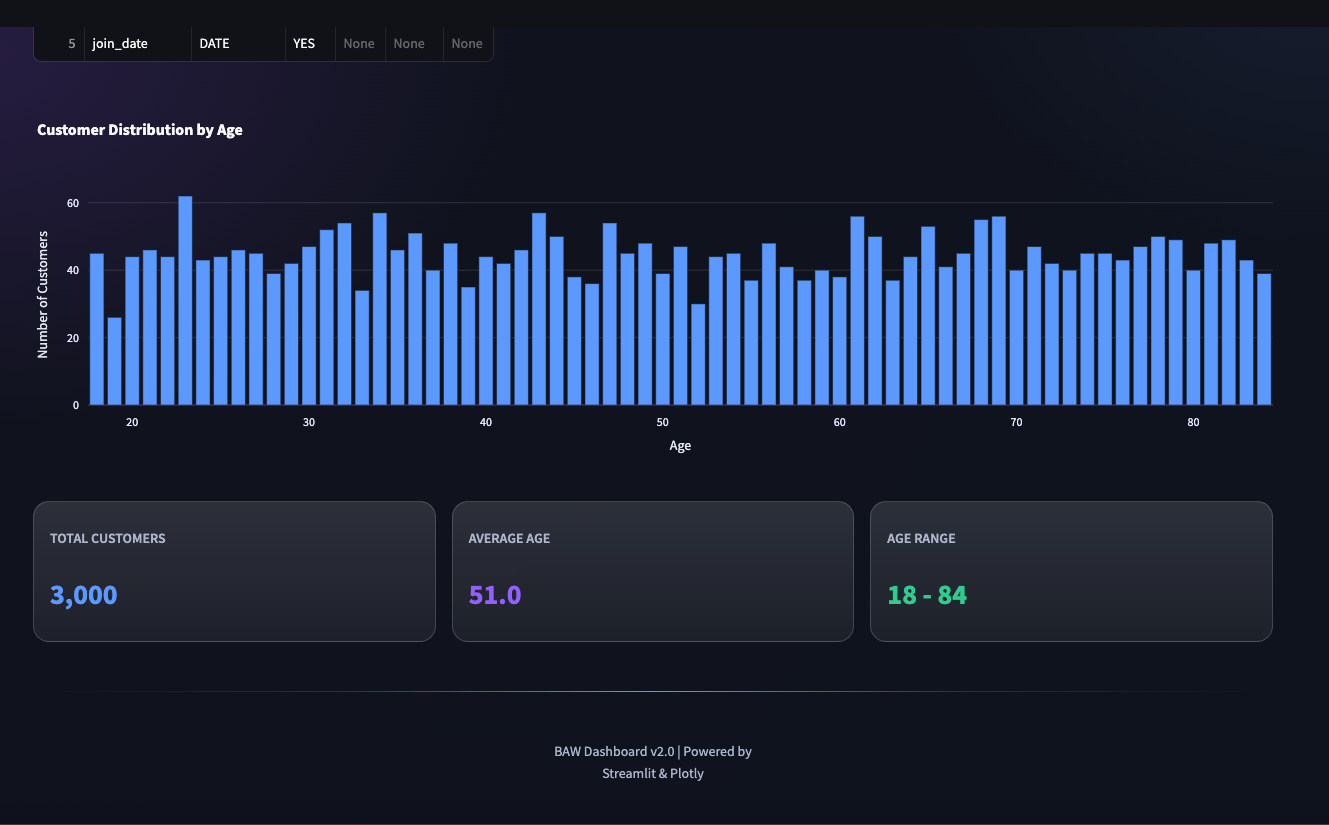 5 join_date DATE YES None None None
Customer Distribution by Age
60
40
20
0
Number of Customers
20 30 40 50 60 70 80
Age
TOTAL CUSTOMERS
3,000
AVERAGE AGE
51.0
AGE RANGE
18 - 84
BAW Dashboard v2.0 | Powered by
Streamlit & Plotly